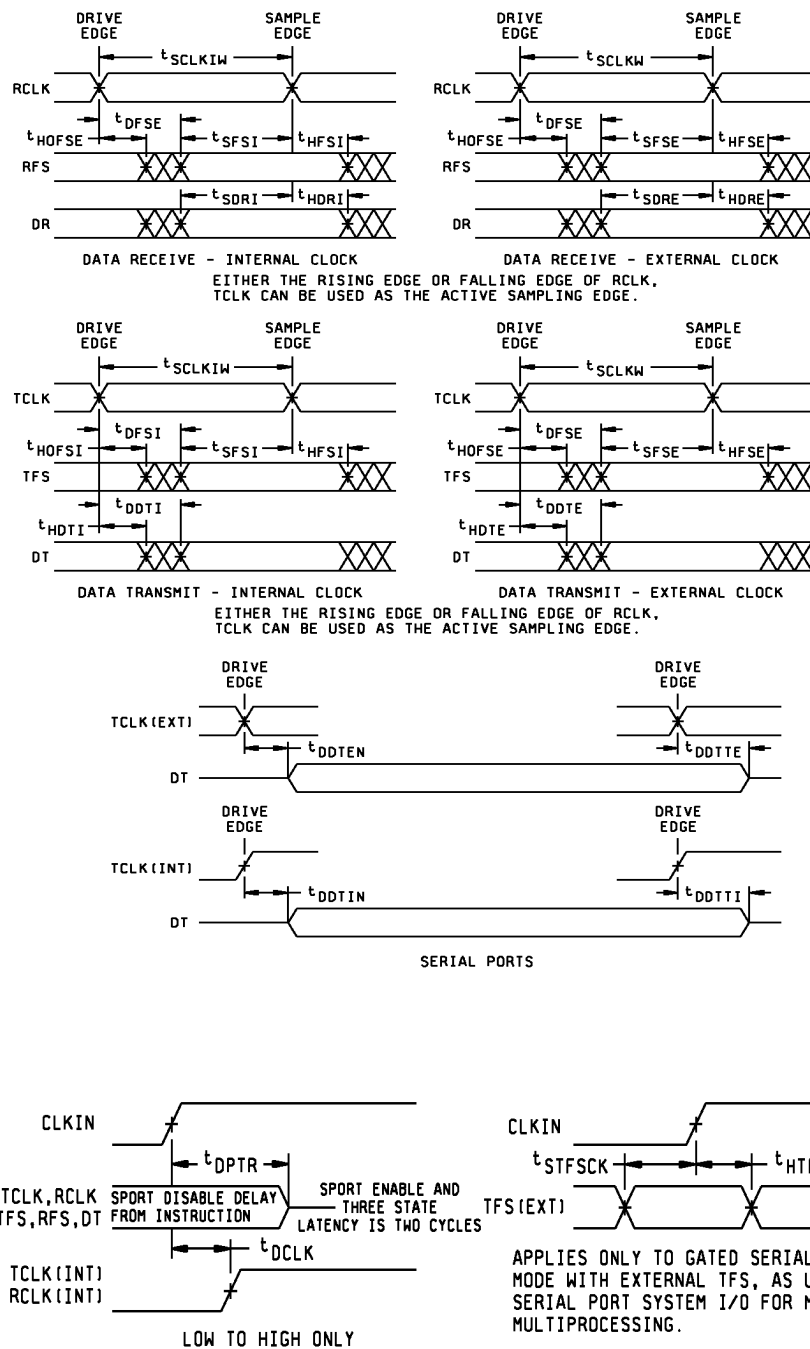 DRIVE EDGE SAMPLE EDGE DRIVE EDGE SAMPLE EDGE
tSCLKIW tSCLKW
RCLK RCLK
tDFSE tDFSE
tHOFSE tSFSI tHFSI tHOFSE tSFSE tHFSE
RFS RFS
tSDRI tHDRI tSDRE tHDRE
DR DR
DATA RECEIVE - INTERNAL CLOCK DATA RECEIVE - EXTERNAL CLOCK
EITHER THE RISING EDGE OR FALLING EDGE OF RCLK,
TCLK CAN BE USED AS THE ACTIVE SAMPLING EDGE.
DRIVE EDGE SAMPLE EDGE DRIVE EDGE SAMPLE EDGE
tSCLKIW tSCLKW
TCLK TCLK
tDFSI tDFSE
tHOFSI tSFSI tHFSI tHOFSE tSFSE tHFSE
TFS TFS
tDDTI tDDTE
tHDTI tHDTE
DT DT
DATA TRANSMIT - INTERNAL CLOCK DATA TRANSMIT - EXTERNAL CLOCK
EITHER THE RISING EDGE OR FALLING EDGE OF RCLK,
TCLK CAN BE USED AS THE ACTIVE SAMPLING EDGE.
DRIVE EDGE DRIVE EDGE
TCLK(EXT)
tDDTEN tDDTTE
DT
DRIVE EDGE DRIVE EDGE
TCLK(INT)
tDDTIN tDDTTI
DT
SERIAL PORTS
CLKIN CLKIN
tDPTR tSTFSCK
TCLK,RCLK SPORT DISABLE DELAY SPORT ENABLE AND
TFS,RFS,DT FROM INSTRUCTION THREE STATE TFS(EXT)
LATENCY IS TWO CYCLES
tDCLK
TCLK(INT)
RCLK(INT)
LOW TO HIGH ONLY
APPLIES ONLY TO GATED SERIAL
MODE WITH EXTERNAL TFS, AS
SERIAL PORT SYSTEM I/O FOR
MULTIPROCESSING.